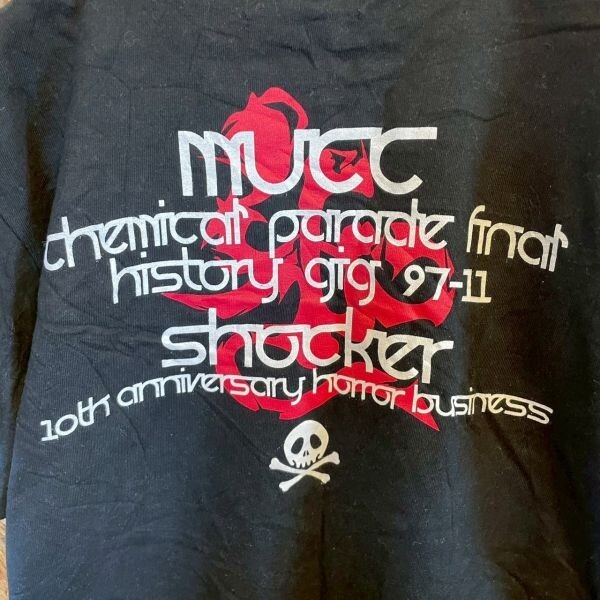 mucc
chemical parade final
history gig 97-11
shocker
10th anniversary horror business